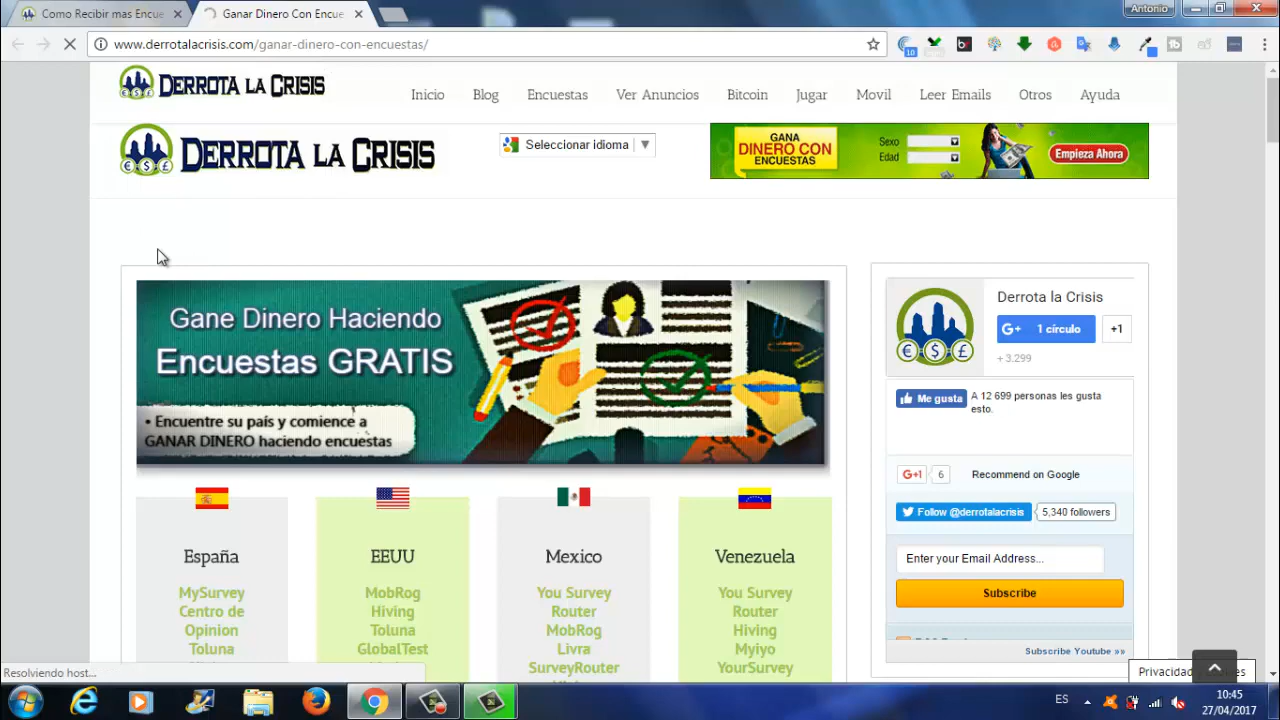 Como Recibir mas Encue
Ganar Dinero Con Encue
Antonio
www.derrotalacrisis.com/ganar-dinero-con-encuestas/
10
DERROTA LA CRISIS
Inicio
Blog
Encuestas
Ver Anuncios
Bitcoin
Jugar
Movil
Leer Emails
Otros
Ayuda
DERROTA LA CRISIS
Seleccionar idioma
GANA
DINERO CON
ENCUESTAS
Sexo
Edad
Empieza Ahora
Gane Dinero Haciendo
Encuestas GRATIS
• Encuentre su país y comience a
GANAR DINERO haciendo encuestas
España
MySurvey
Centro de
Opinion
Toluna
EEUU
MobRog
Hiving
Toluna
GlobalTest
Mexico
You Survey
Router
MobRog
Livra
SurveyRouter
Venezuela
You Survey
Router
Hiving
Myiyo
YourSurvey
€ $ £
Derrota la Crisis
G+ 1 círculo
+1
+ 3.299
Me gusta
A 12 699 personas les gusta
esto.
G+1 6 Recommend on Google
Follow @derrotalacrisis 5,340 followers
Enter your Email Address...
Subscribe
Subscribe Youtube »»
Resolviendo host...
ES
10:45
27/04/2017